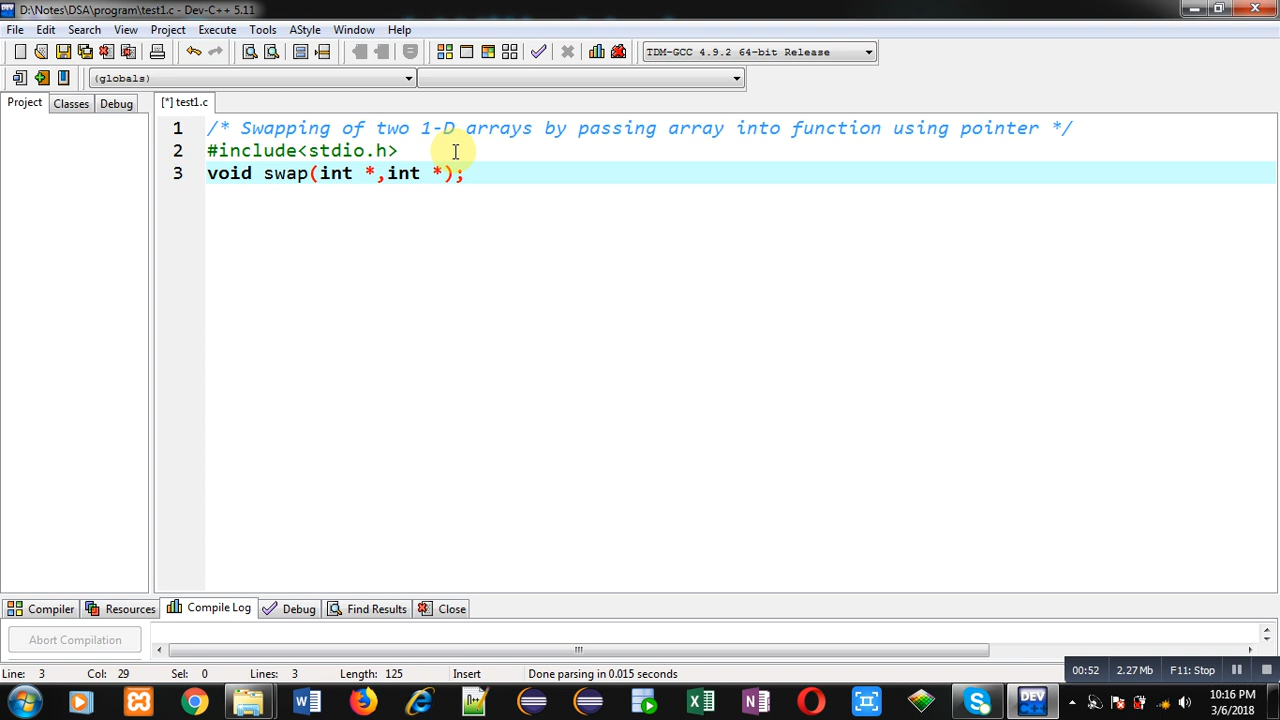 D:\Notes\DSA\program\test1.c - Dev-C++ 5.11
File Edit Search View Project Execute Tools AStyle Window Help
TDM-GCC 4.9.2 64-bit Release
(globals)
Project Classes Debug
[*] test1.c
1 /* Swapping of two 1-D arrays by passing array into function using pointer */
2 #include<stdio.h>
3 void swap(int *,int *);
Compiler Resources Compile Log Debug Find Results Close
Abort Compilation
Line: 3 Col: 29 Sel: 0 Lines: 3 Length: 125 Insert Done parsing in 0.015 seconds
00:52 2.27 Mb F11: Stop
DEV
10:16 PM
3/6/2018